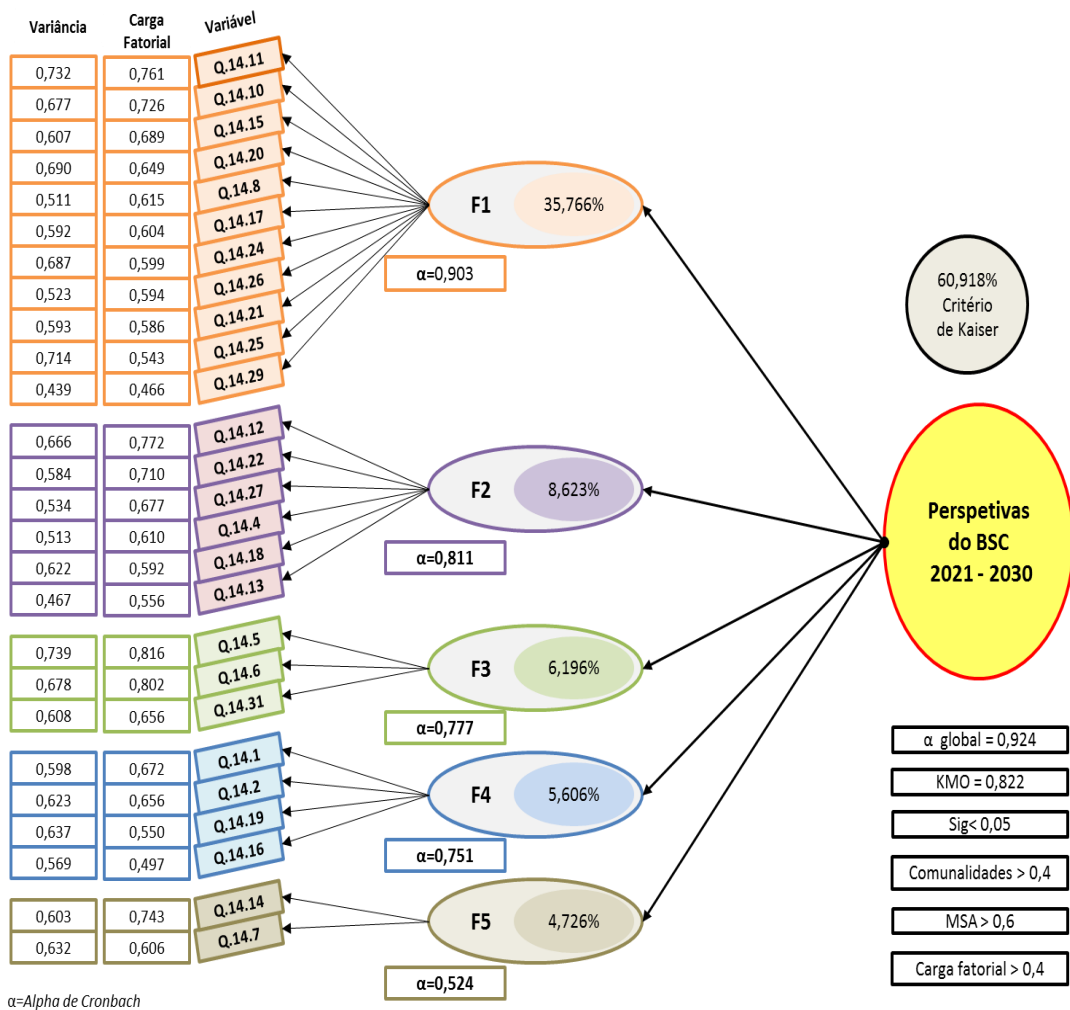 Variância
Carga
Fatorial
Variável
0,732 0,761 Q.14.11
0,677 0,726 Q.14.10
0,607 0,689 Q.14.15
0,690 0,649 Q.14.20
0,511 0,615 Q.14.8
0,592 0,604 Q.14.17
0,687 0,599 Q.14.24
0,523 0,594 Q.14.26
0,593 0,586 Q.14.21
0,714 0,543 Q.14.25
0,439 0,466 Q.14.29
F1 35,766%
α=0,903
0,666 0,772 Q.14.12
0,584 0,710 Q.14.22
0,534 0,677 Q.14.27
0,513 0,610 Q.14.4
0,622 0,592 Q.14.18
0,467 0,556 Q.14.13
F2 8,623%
α=0,811
0,739 0,816 Q.14.5
0,678 0,802 Q.14.6
0,608 0,656 Q.14.31
F3 6,196%
α=0,777
0,598 0,672 Q.14.1
0,623 0,656 Q.14.2
0,637 0,550 Q.14.19
0,569 0,497 Q.14.16
F4 5,606%
α=0,751
0,603 0,743 Q.14.14
0,632 0,606 Q.14.7
F5 4,726%
α=0,524
60,918%
Critério
de Kaiser
Perspetivas
do BSC
2021 - 2030
α global = 0,924
KMO = 0,822
Sig< 0,05
Comunalidades > 0,4
MSA > 0,6
Carga fatorial > 0,4
α=Alpha de Cronbach